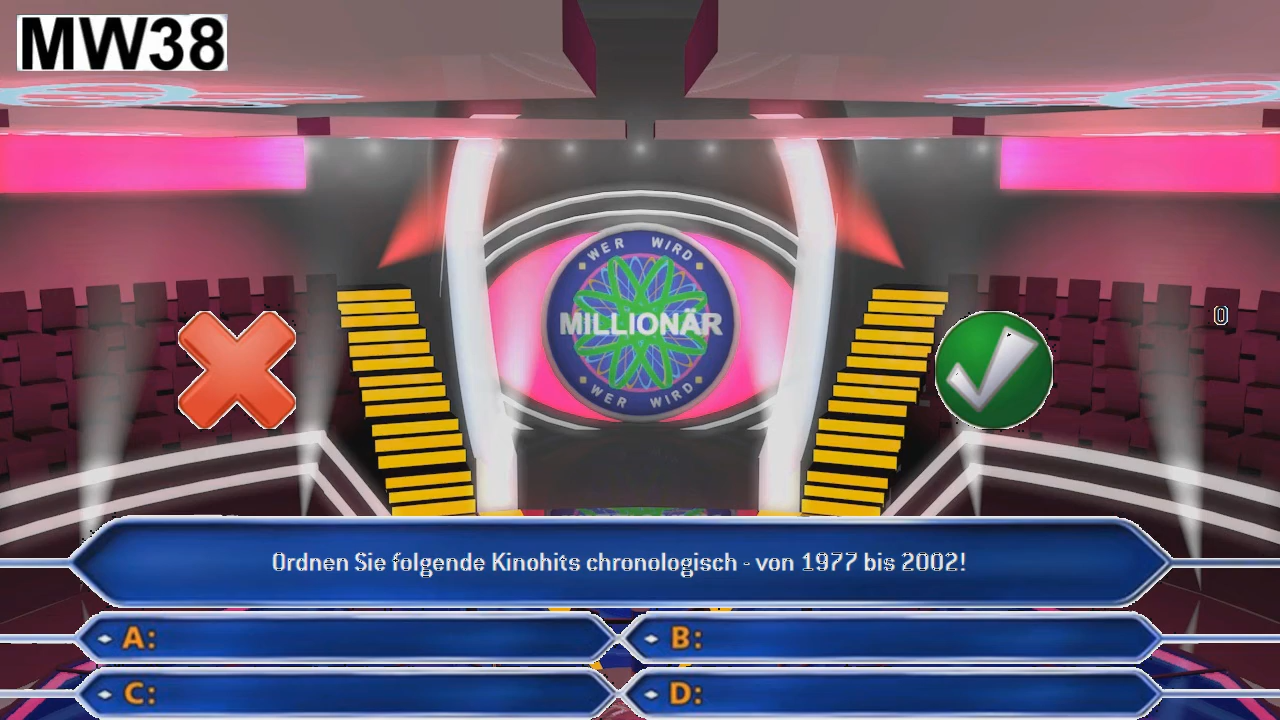 MW38
WER WIRD
MILLIONÄR
WER WIRD
0
Ordnen Sie folgende Kinohits chronologisch - von 1977 bis 2002!
A:
B:
C:
D: